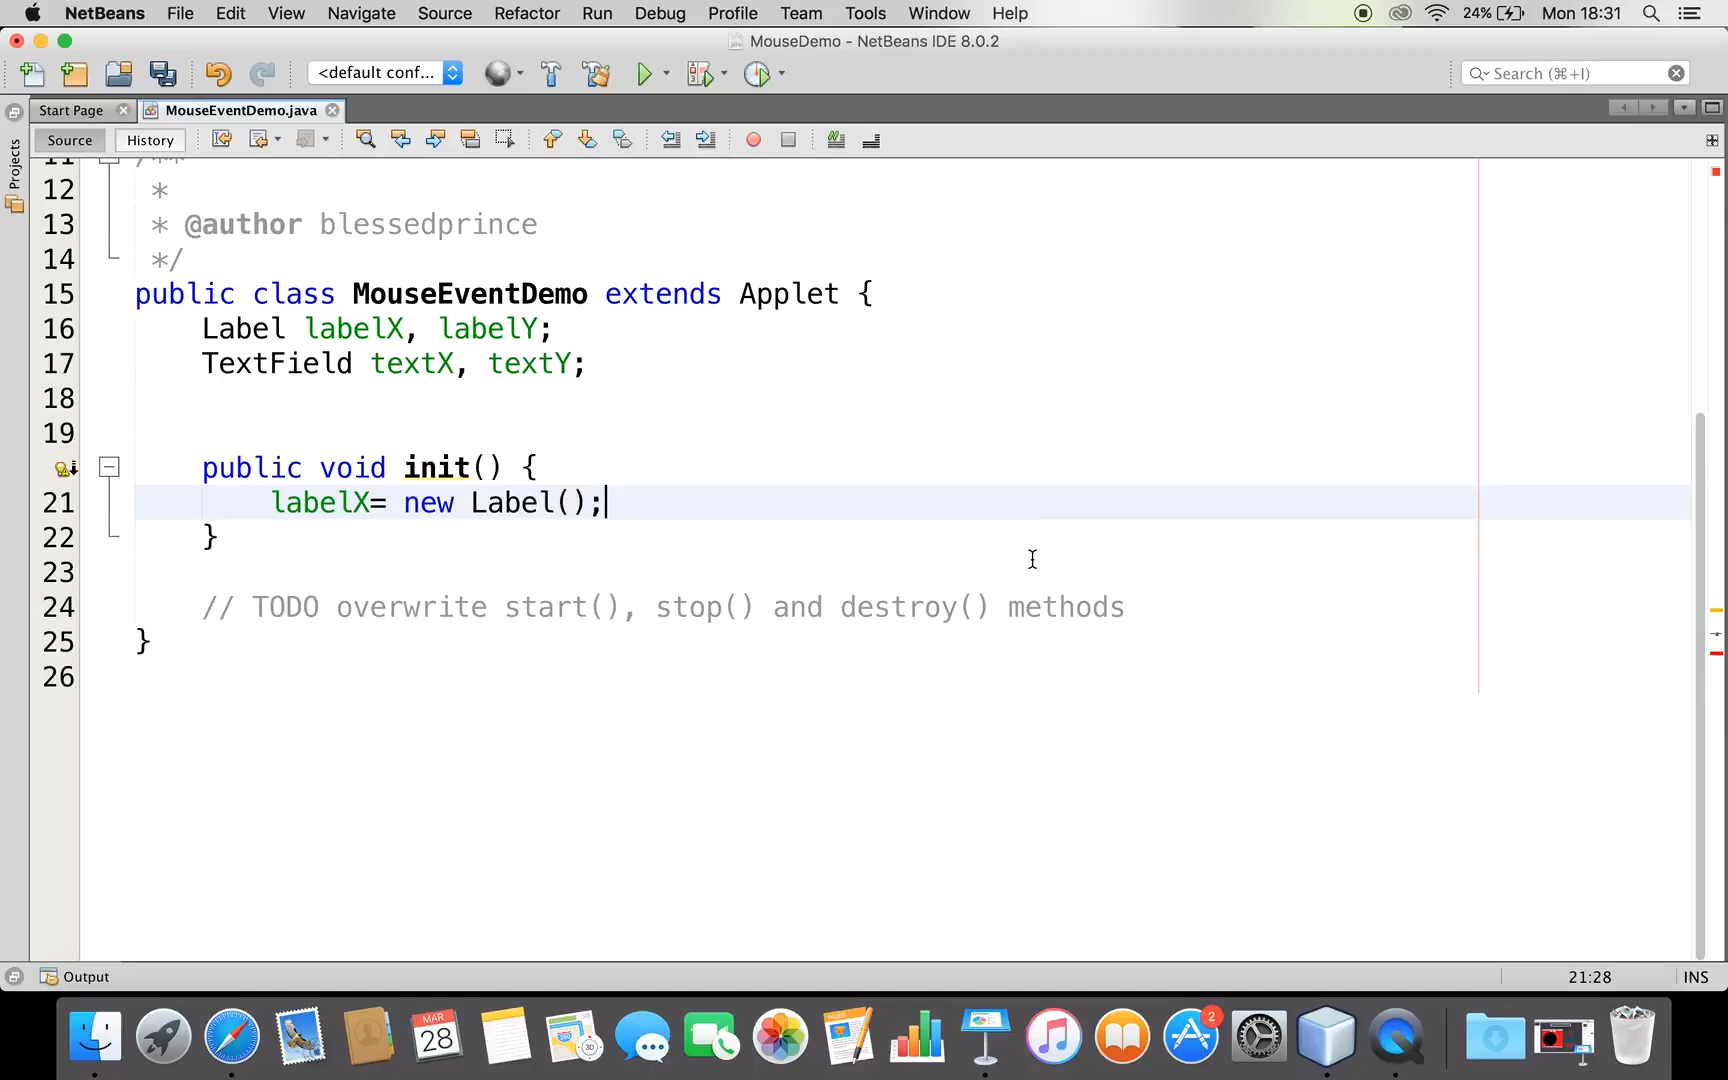 NetBeans File Edit View Navigate Source Refactor Run Debug Profile Team Tools Window Help 24% Mon 18:31
MouseDemo - NetBeans IDE 8.0.2
<default conf... Search (⌘+I)
Start Page MouseEventDemo.java
Source History
Projects
11 /**
12 *
13 * @author blessedprince
14 */
15 public class MouseEventDemo extends Applet {
16 Label labelX, labelY;
17 TextField textX, textY;
18
19
public void init() {
21 labelX= new Label();
22 }
23
24 // TODO overwrite start(), stop() and destroy() methods
25 }
26
Output 21:28 INS
MAR
28
3D
PAGES
2